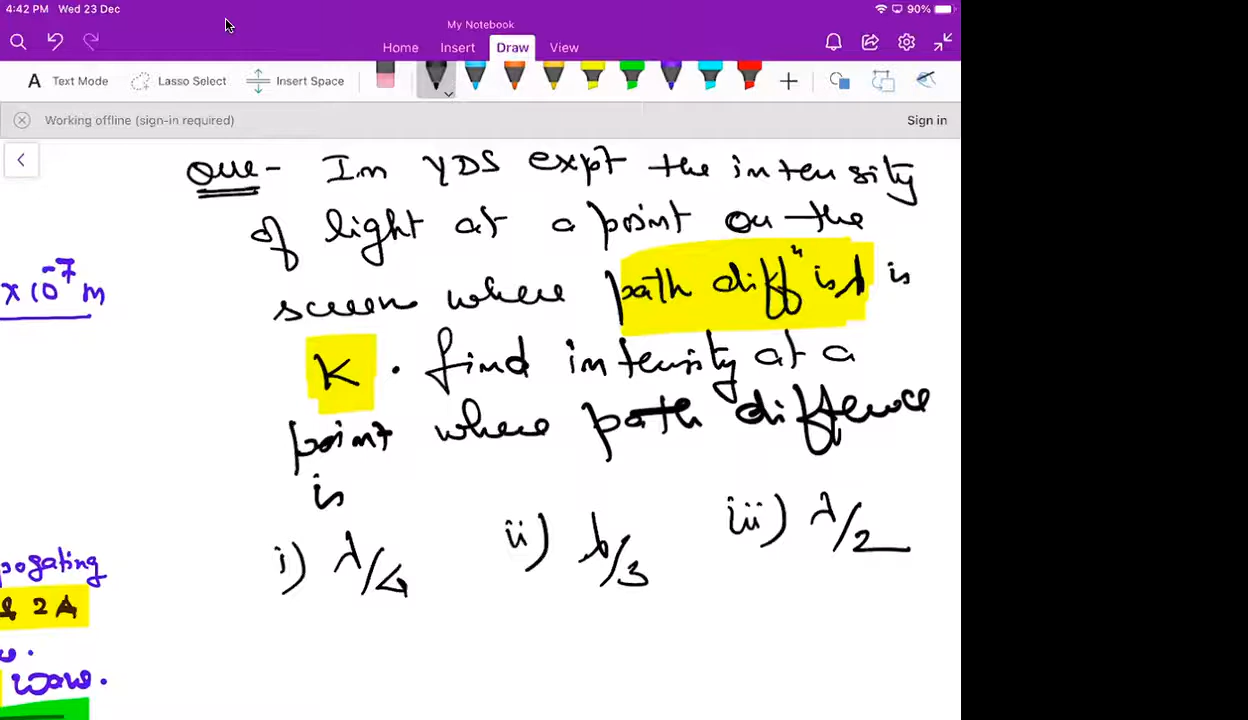 4:42 PM Wed 23 Dec
90%
My Notebook
Home Insert Draw View
A Text Mode Lasso Select Insert Space
Working offline (sign-in required) Sign in
Que - In YDS expt the intensity
of light at a point on the
screen where path diffⁿ is λ is
K . find intensity at a
point where path difference
is
i) λ/4 ii) λ/3 iii) λ/2
x10⁻⁷ m
pogating
& 2A
wave.